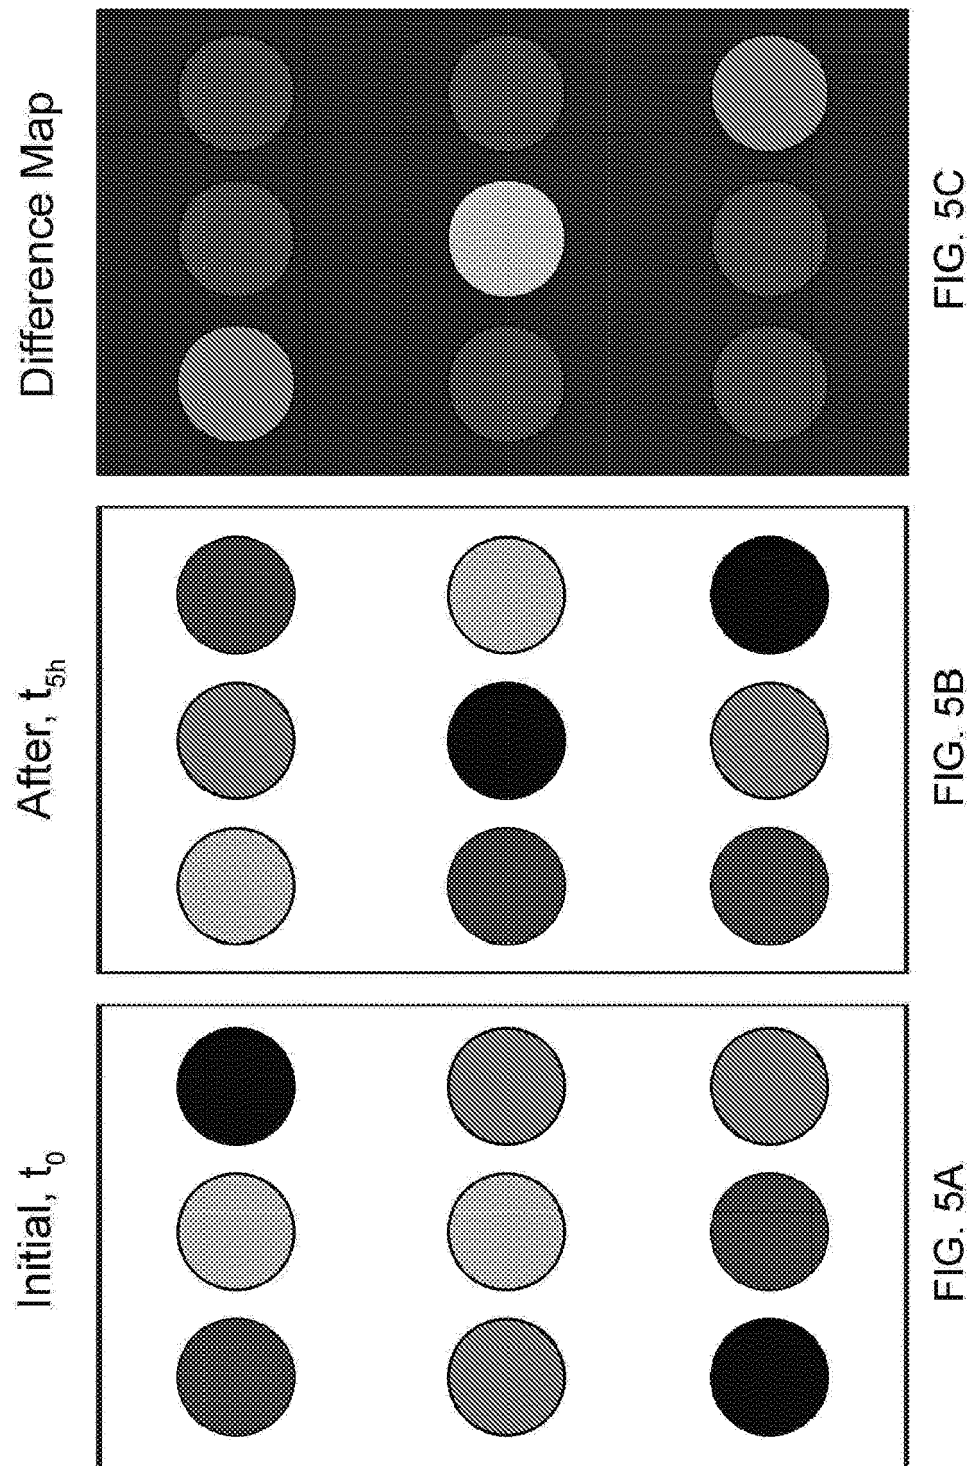 Initial, t0
After, t5h
Difference Map
FIG. 5A
FIG. 5B
FIG. 5C